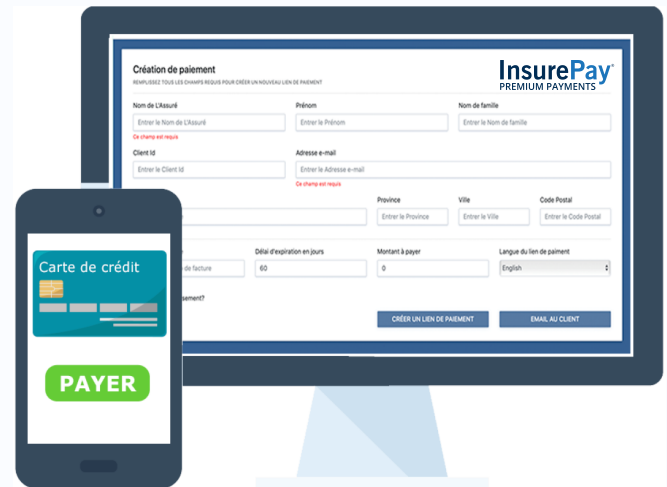 Création de paiement
InsurePay
REMPLISSEZ TOUS LES CHAMPS REQUIS POUR CRÉER UN NOUVEAU LIEN DE PAIEMENT
PREMIUM PAYMENTS
Nom de L'Assuré Prénom Nom de famille
Entrer le Nom de L'Assuré Entrer le Prénom Entrer le Nom de famille
Ce champ est requis
Client Id Adresse e-mail
Entrer le Client Id Entrer le Adresse e-mail
Ce champ est requis
Province Ville Code Postal
Entrer le Province Entrer le Ville Entrer le Code Postal
Délai d'expiration en jours Montant à payer Langue du lien de paiment
de facture 60 0 English
sement?
CRÉER UN LIEN DE PAIEMENT EMAIL AU CLIENT
Carte de crédit
PAYER